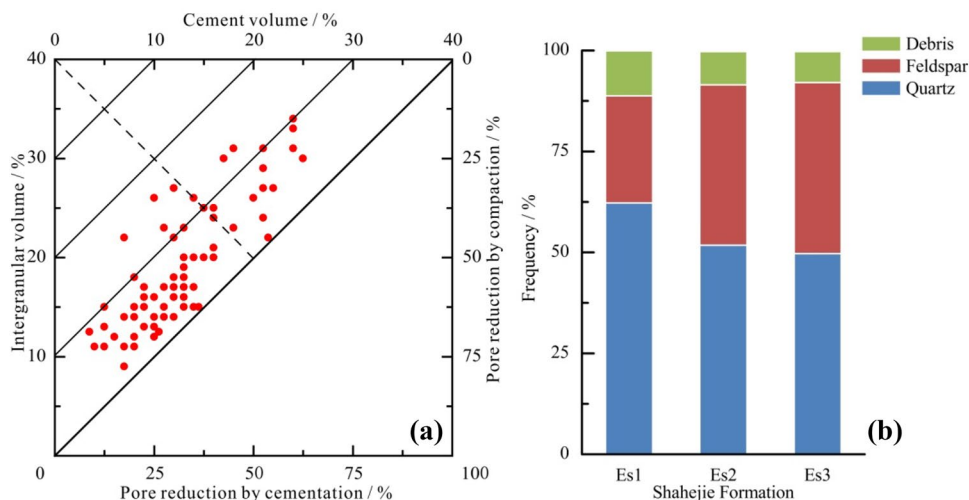 Cement volume / %
0 10 20 30 40
40 0
30 25
20 50
10 75
Intergranular volume / %
Pore reduction by compaction / %
(a)
0 25 50 75 100
Pore reduction by cementation / %
Debris
Feldspar
Quartz
100
50
0
Frequency / %
(b)
Es1 Es2 Es3
Shahejie Formation